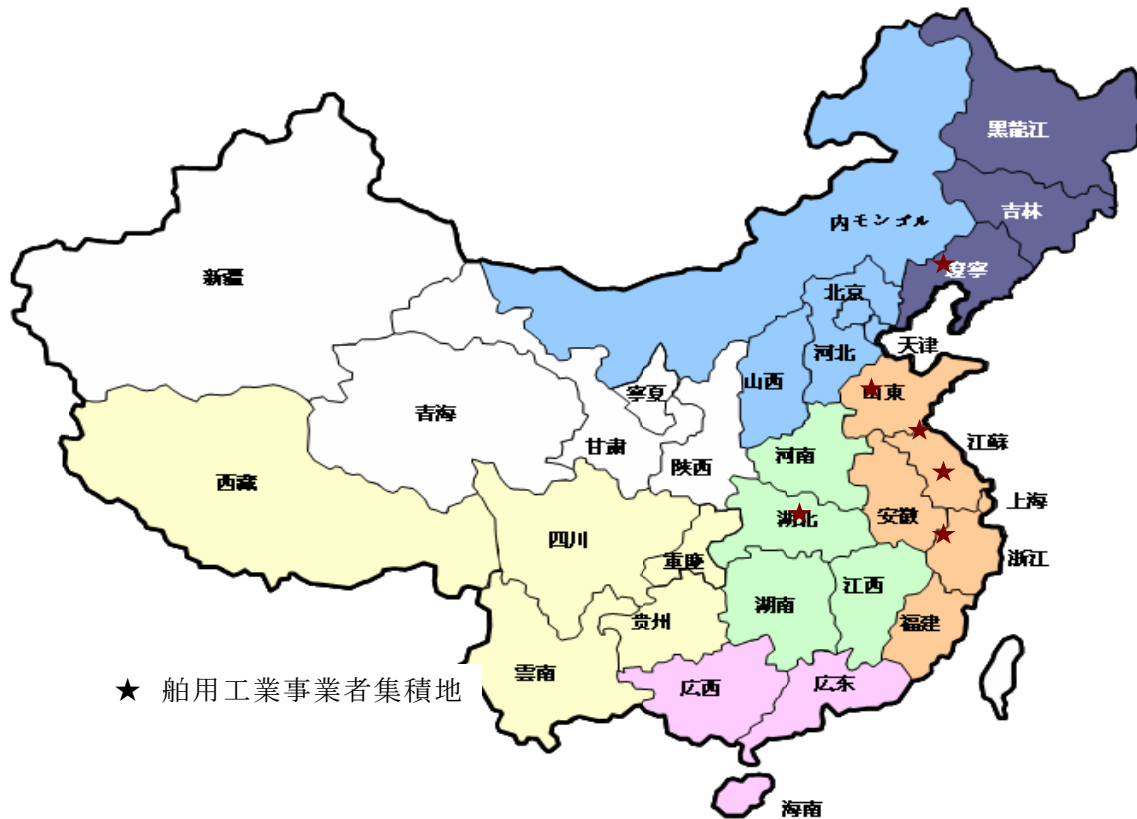 黒龍江
吉林
内モンゴル
遼寧
新疆
北京
天津
河北
山西
山東
寧夏
青海
甘粛
陝西
河南
江蘇
西藏
上海
湖北
安徽
四川
重慶
浙江
江西
湖南
贵州
福建
雲南
広西
広东
★ 舶用工業事業者集積地
海南